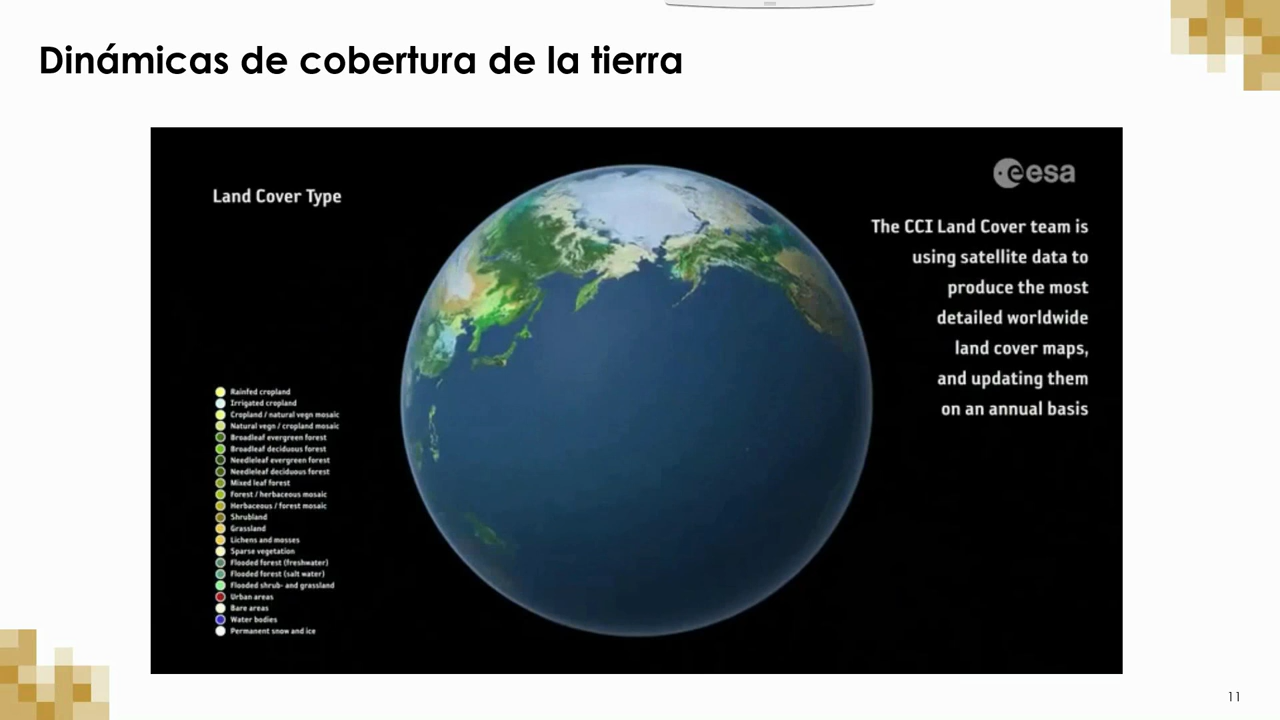 Dinámicas de cobertura de la tierra
Land Cover Type
esa
The CCI Land Cover team is
using satellite data to
produce the most
detailed worldwide
land cover maps,
and updating them
on an annual basis
Rainfed cropland
Irrigated cropland
Cropland / natural vegn mosaic
Natural vegn / cropland mosaic
Broadleaf evergreen forest
Broadleaf deciduous forest
Needleleaf evergreen forest
Needleleaf deciduous forest
Mixed leaf forest
Forest / herbaceous mosaic
Herbaceous / forest mosaic
Shrubland
Grassland
Lichens and mosses
Sparse vegetation
Flooded forest (freshwater)
Flooded forest (salt water)
Flooded shrub- and grassland
Urban areas
Bare areas
Water bodies
Permanent snow and ice
11